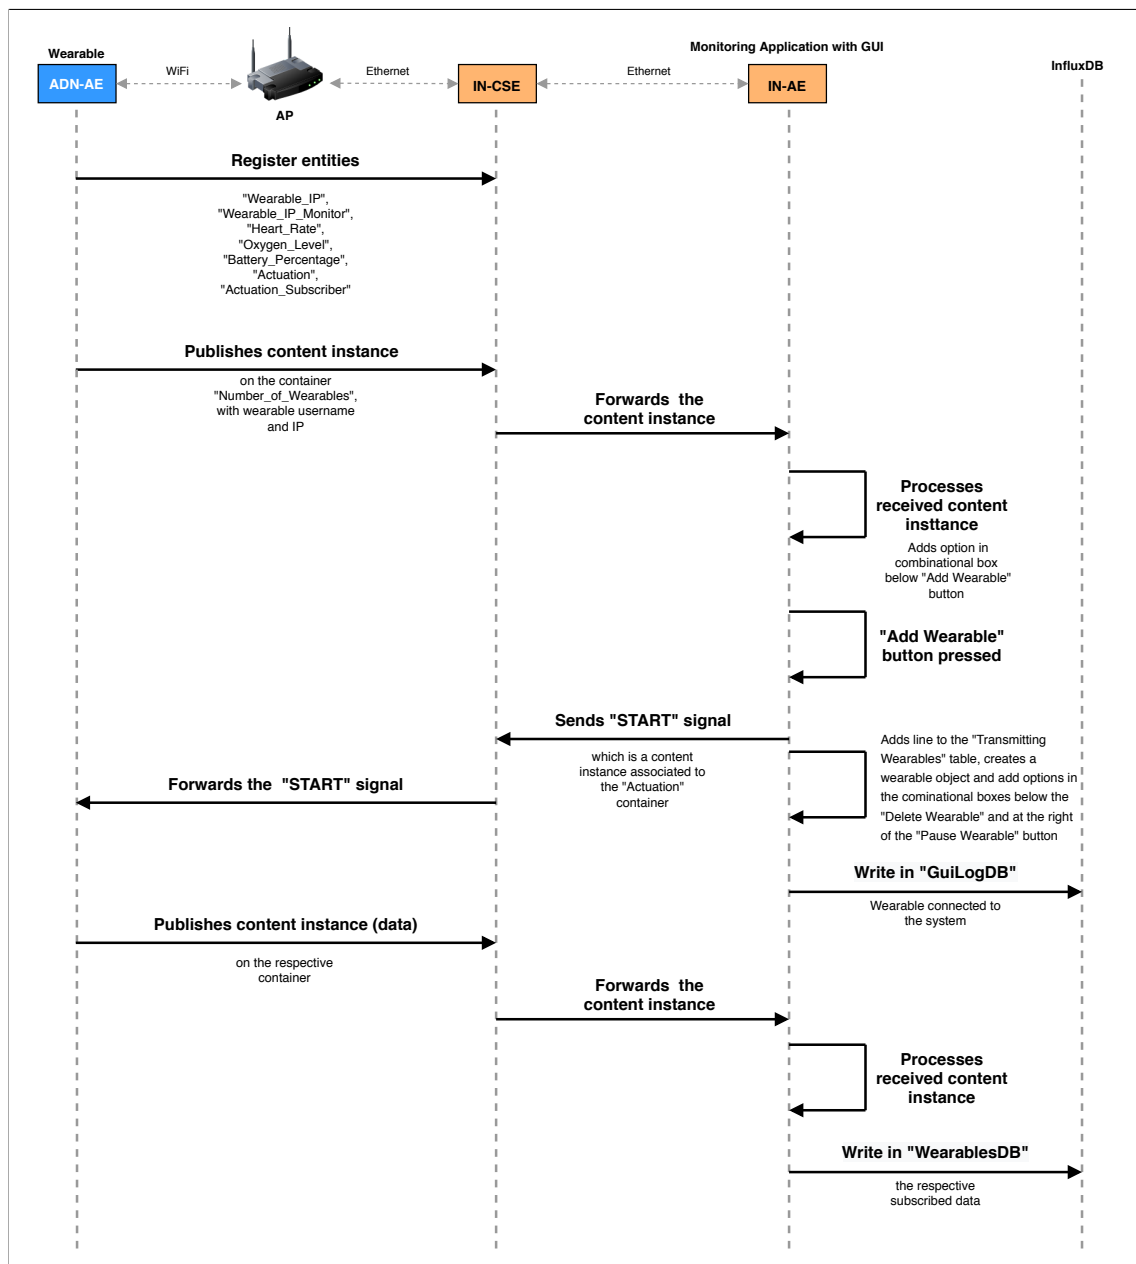 Wearable
ADN-AE
WiFi
AP
Ethernet
IN-CSE
Ethernet
Monitoring Application with GUI
IN-AE
InfluxDB
Register entities
"Wearable_IP",
"Wearable_IP_Monitor",
"Heart_Rate",
"Oxygen_Level",
"Battery_Percentage",
"Actuation",
"Actuation_Subscriber"
Publishes content instance
on the container
"Number_of_Wearables",
with wearable username
and IP
Forwards the
content instance
Processes
received content
insttance
Adds option in
combinational box
below "Add Wearable"
button
"Add Wearable"
button pressed
Sends "START" signal
which is a content
instance associated to
the "Actuation"
container
Adds line to the "Transmitting
Wearables" table, creates a
wearable object and add options in
the cominational boxes below the
"Delete Wearable" and at the right
of the "Pause Wearable" button
Forwards the "START" signal
Write in "GuiLogDB"
Wearable connected to
the system
Publishes content instance (data)
on the respective
container
Forwards the
content instance
Processes
received content
instance
Write in "WearablesDB"
the respective
subscribed data